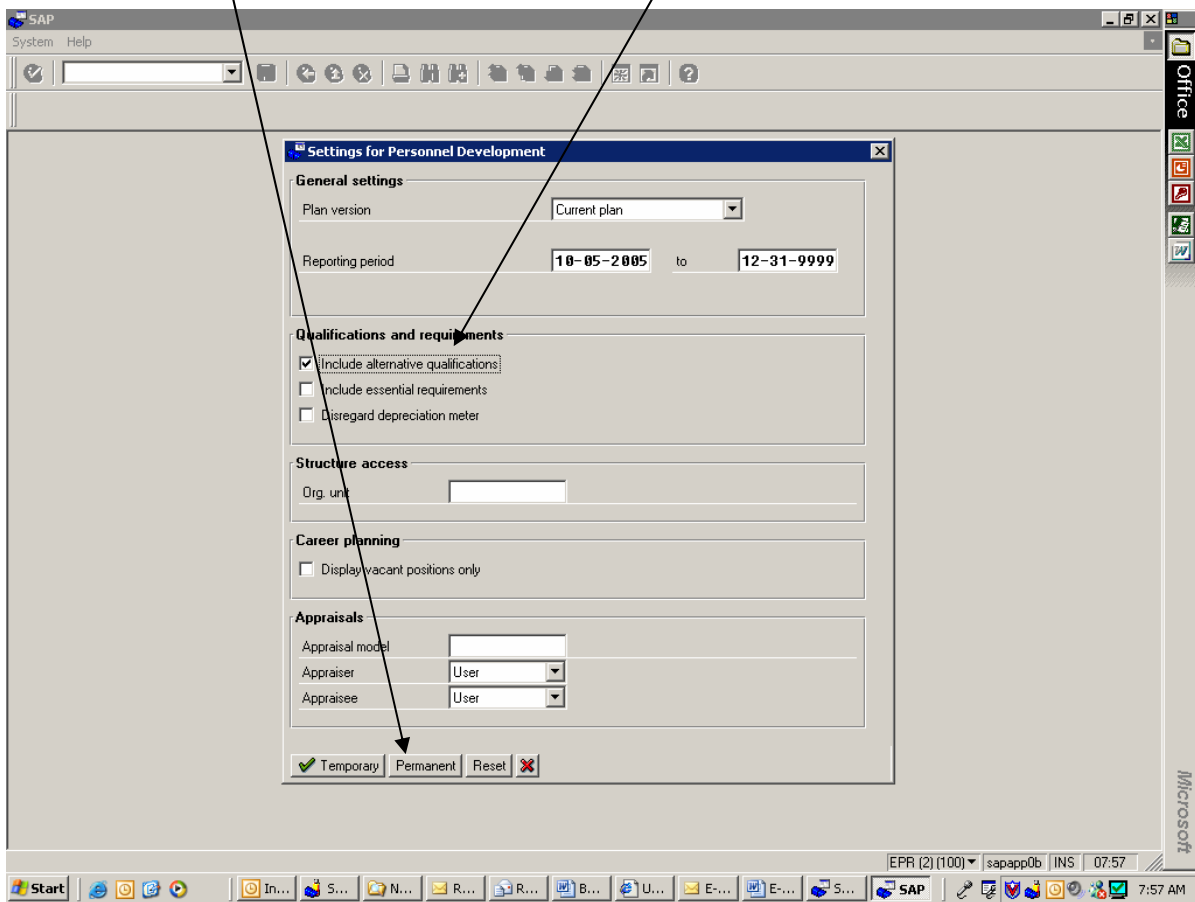 SAP
System Help
Office
Settings for Personnel Development
General settings
Plan version Current plan
Reporting period 10-05-2005 to 12-31-9999
Qualifications and requirements
Include alternative qualifications
Include essential requirements
Disregard depreciation meter
Structure access
Org. unit
Career planning
Display vacant positions only
Appraisals
Appraisal model
Appraiser User
Appraisee User
Temporary Permanent Reset
Microsoft
EPR (2) (100) sapapp0b INS 07:57
Start In... S... N... R... R... B... U... E-... E-... S... SAP 7:57 AM